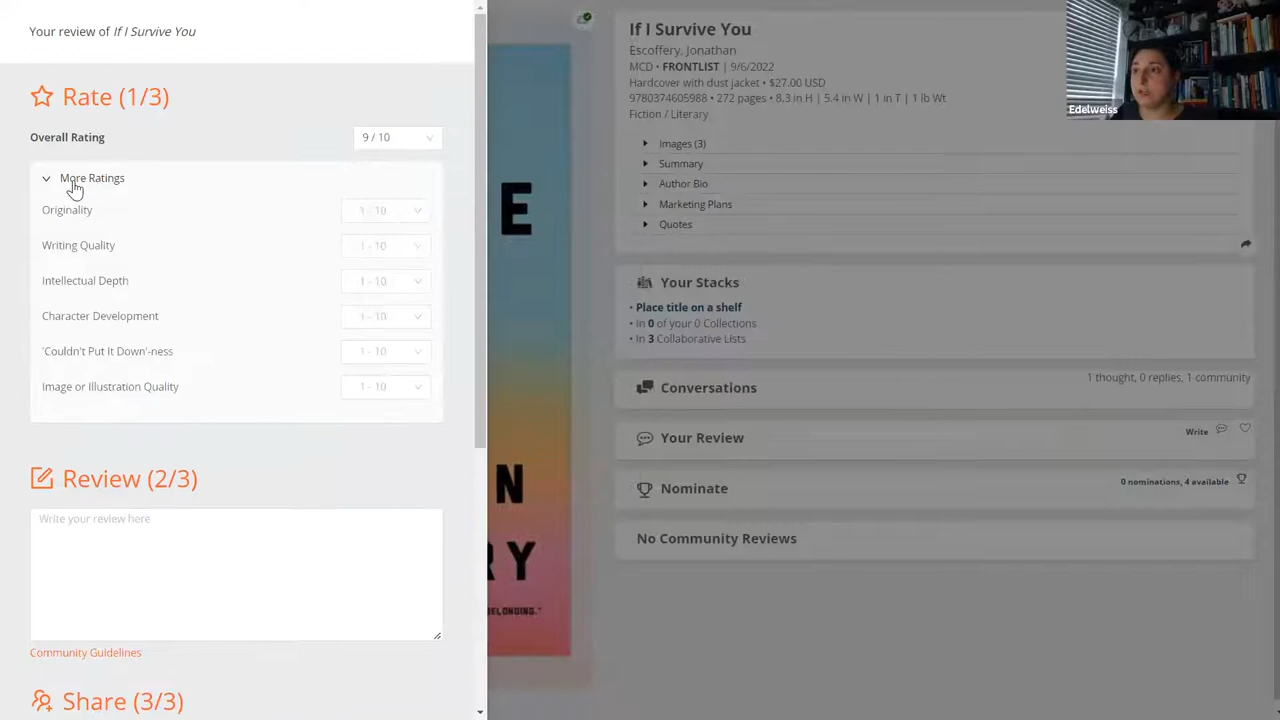 Your review of If I Survive You
Rate (1/3)
Overall Rating
9 / 10
More Ratings
Originality
1 - 10
Writing Quality
1 - 10
Intellectual Depth
1 - 10
Character Development
1 - 10
'Couldn't Put It Down'-ness
1 - 10
Image or Illustration Quality
1 - 10
Review (2/3)
Write your review here
Community Guidelines
Share (3/3)
E
N
RY
BELONGING."
If I Survive You
Escoffery, Jonathan
MCD • FRONTLIST | 9/6/2022
Hardcover with dust jacket • $27.00 USD
9780374605988 • 272 pages • 8.3 in H | 5.4 in W | 1 in T | 1 lb Wt
Fiction / Literary
Images (3)
Summary
Author Bio
Marketing Plans
Quotes
Your Stacks
• Place title on a shelf
• In 0 of your 0 Collections
• In 3 Collaborative Lists
Conversations
1 thought, 0 replies, 1 community
Your Review
Write
Nominate
0 nominations, 4 available
No Community Reviews
Edelweiss